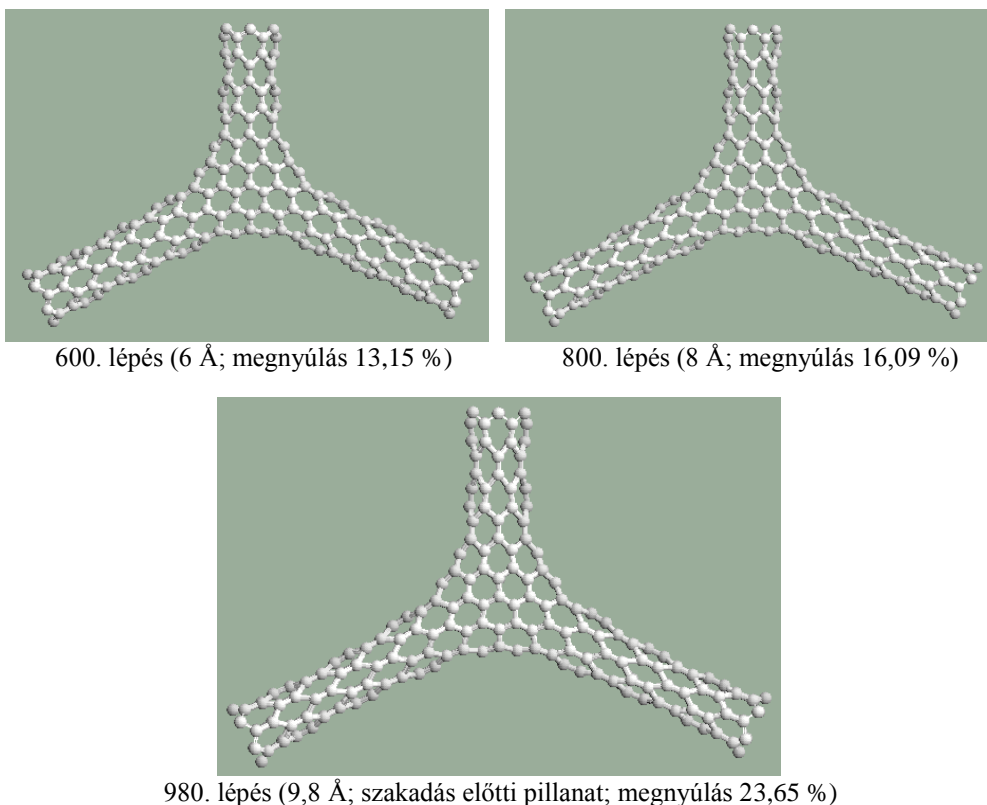 600. lépés (6 Å; megnyúlás 13,15 %)
800. lépés (8 Å; megnyúlás 16,09 %)
980. lépés (9,8 Å; szakadás előtti pillanat; megnyúlás 23,65 %)